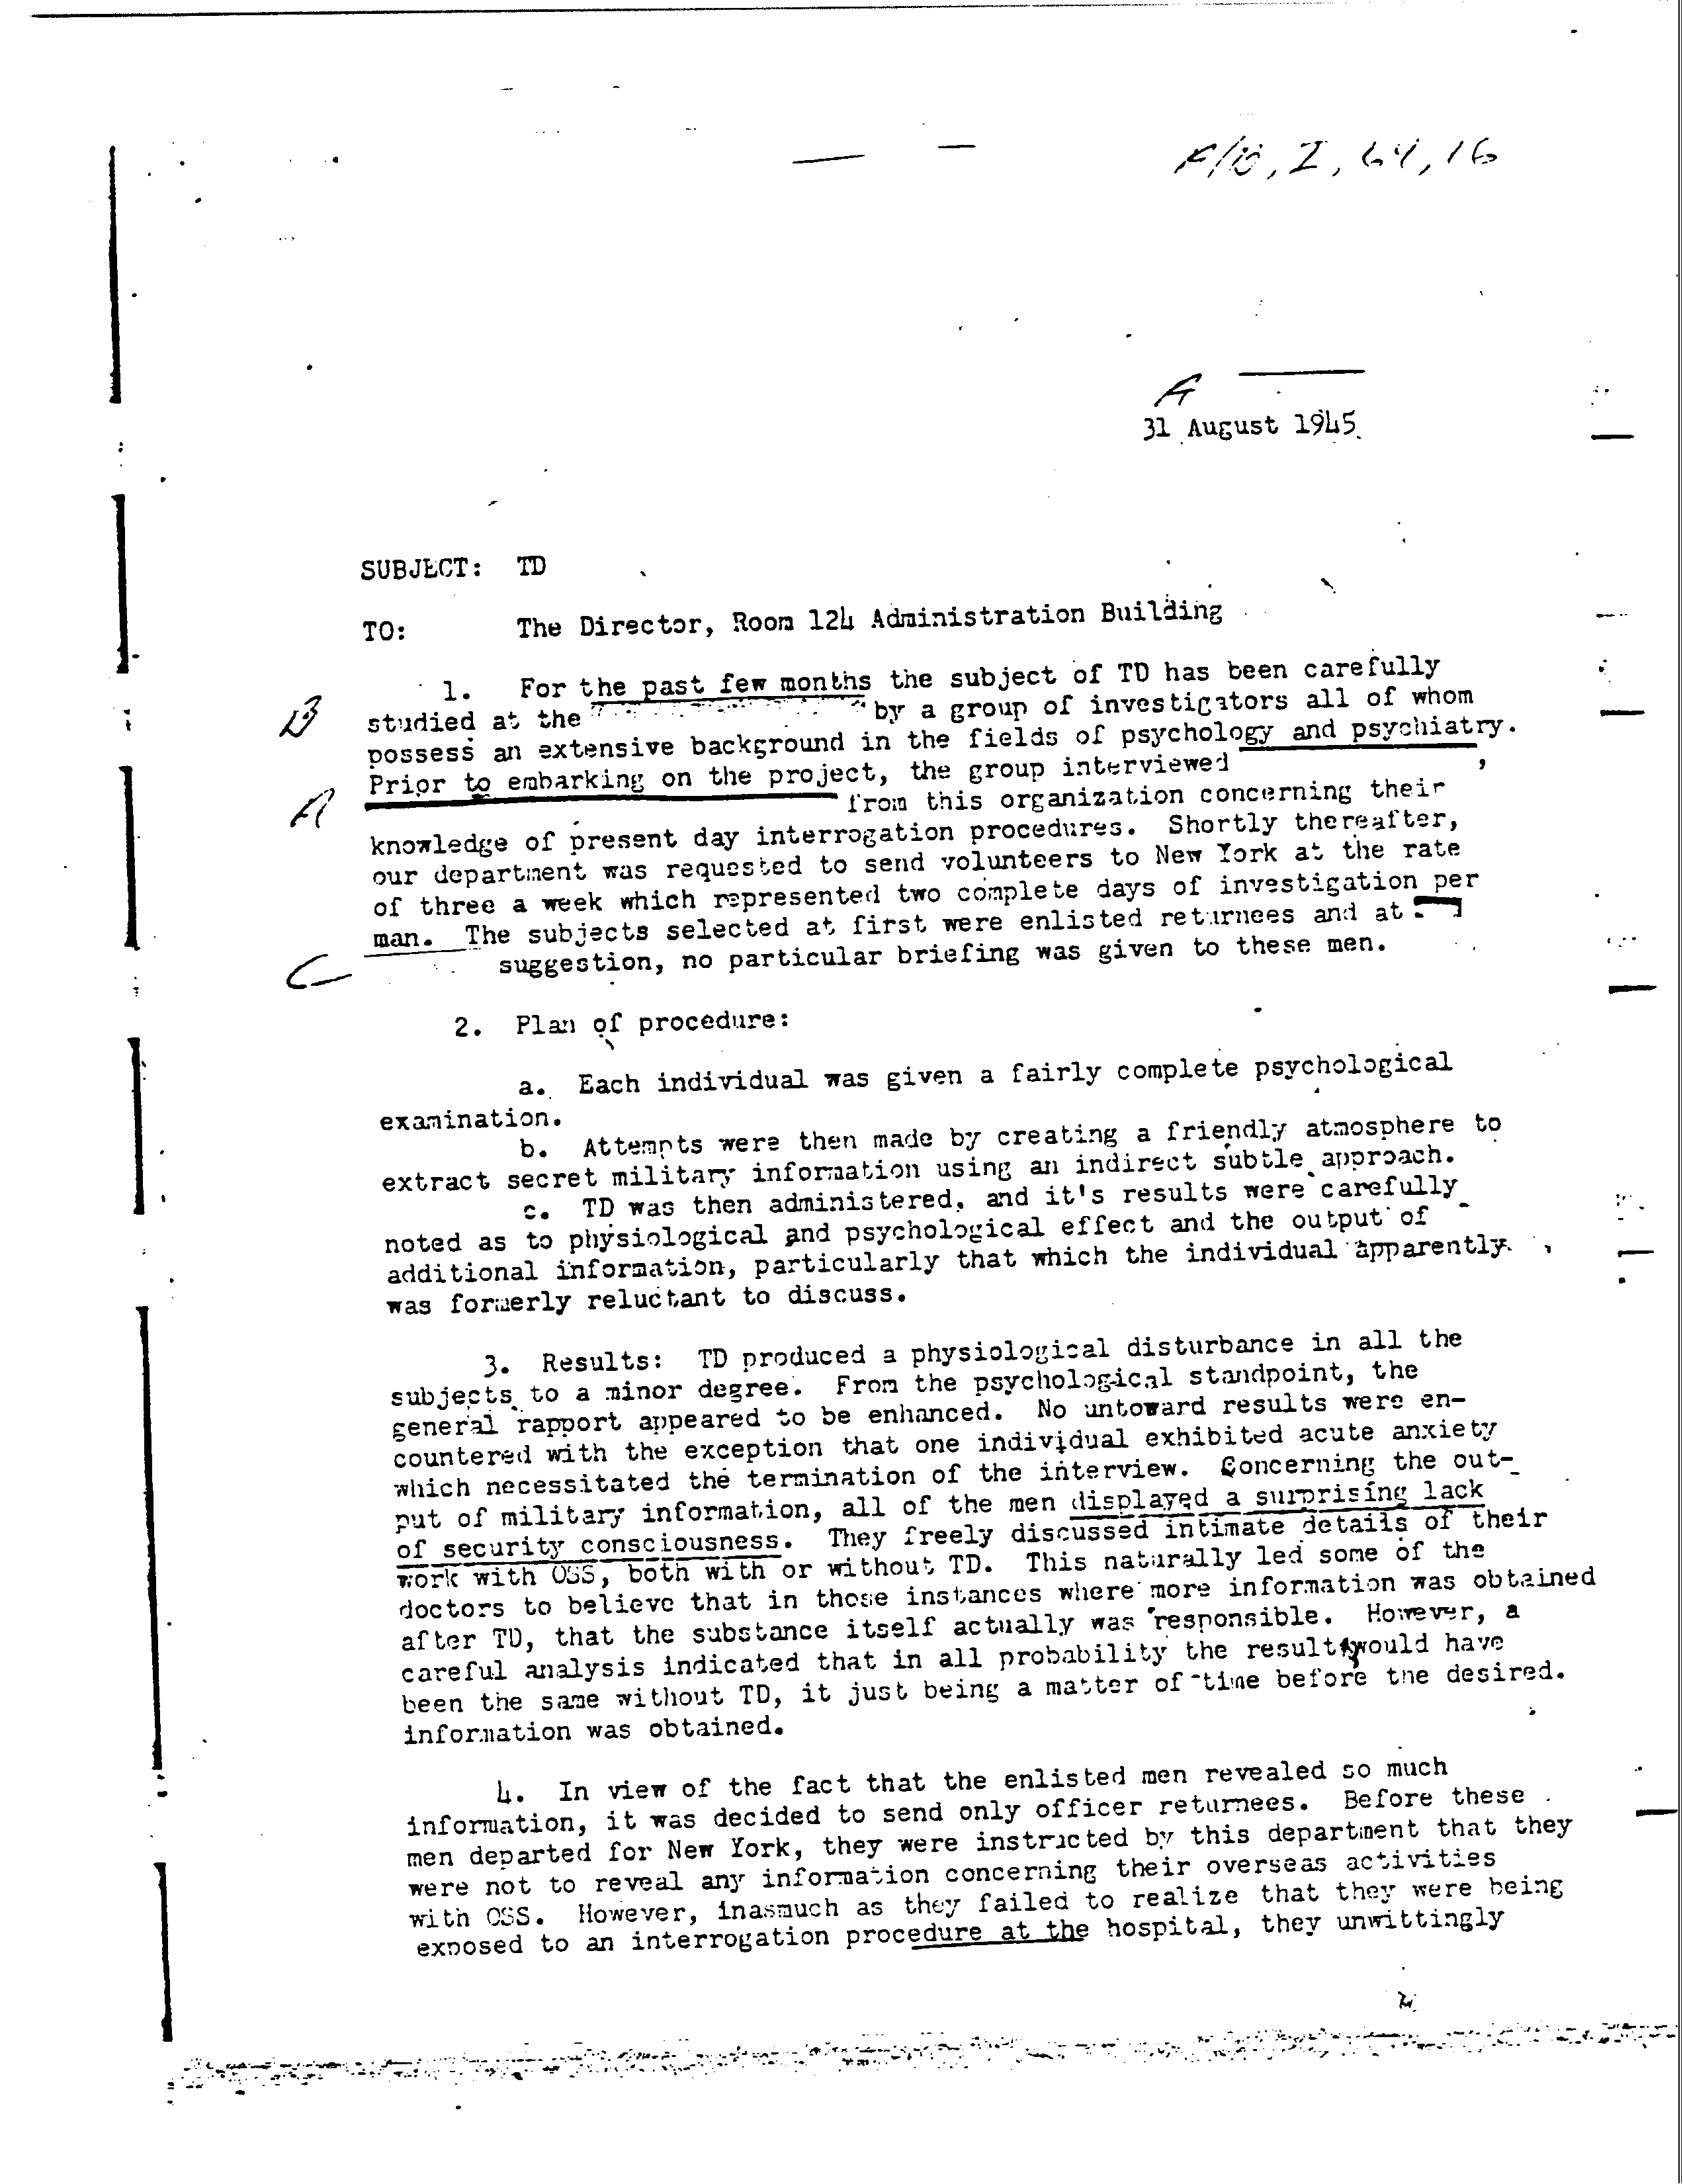 31 August 1945
SUBJECT: TD
TO: The Director, Room 124 Administration Building
1. For the past few months the subject of TD has been carefully
studied at the by a group of investigators all of whom
possess an extensive background in the fields of psychology and psychiatry.
Prior to embarking on the project, the group interviewed ,
from this organization concerning their
knowledge of present day interrogation procedures. Shortly thereafter,
our department was requested to send volunteers to New York at the rate
of three a week which represented two complete days of investigation per
man. The subjects selected at first were enlisted returnees and at
suggestion, no particular briefing was given to these men.
2. Plan of procedure:
a. Each individual was given a fairly complete psychological
examination.
b. Attempts were then made by creating a friendly atmosphere to
extract secret military information using an indirect subtle approach.
c. TD was then administered, and it's results were carefully
noted as to physiological and psychological effect and the output of
additional information, particularly that which the individual apparently
was formerly reluctant to discuss.
3. Results: TD produced a physiological disturbance in all the
subjects to a minor degree. From the psychological standpoint, the
general rapport appeared to be enhanced. No untoward results were en-
countered with the exception that one individual exhibited acute anxiety
which necessitated the termination of the interview. Concerning the out-
put of military information, all of the men displayed a surprising lack
of security consciousness. They freely discussed intimate details of their
work with OSS, both with or without TD. This naturally led some of the
doctors to believe that in those instances where more information was obtained
after TD, that the substance itself actually was responsible. However, a
careful analysis indicated that in all probability the result would have
been the same without TD, it just being a matter of time before the desired.
information was obtained.
4. In view of the fact that the enlisted men revealed so much
information, it was decided to send only officer returnees. Before these
men departed for New York, they were instructed by this department that they
were not to reveal any information concerning their overseas activities
with OSS. However, inasmuch as they failed to realize that they were being
exposed to an interrogation procedure at the hospital, they unwittingly